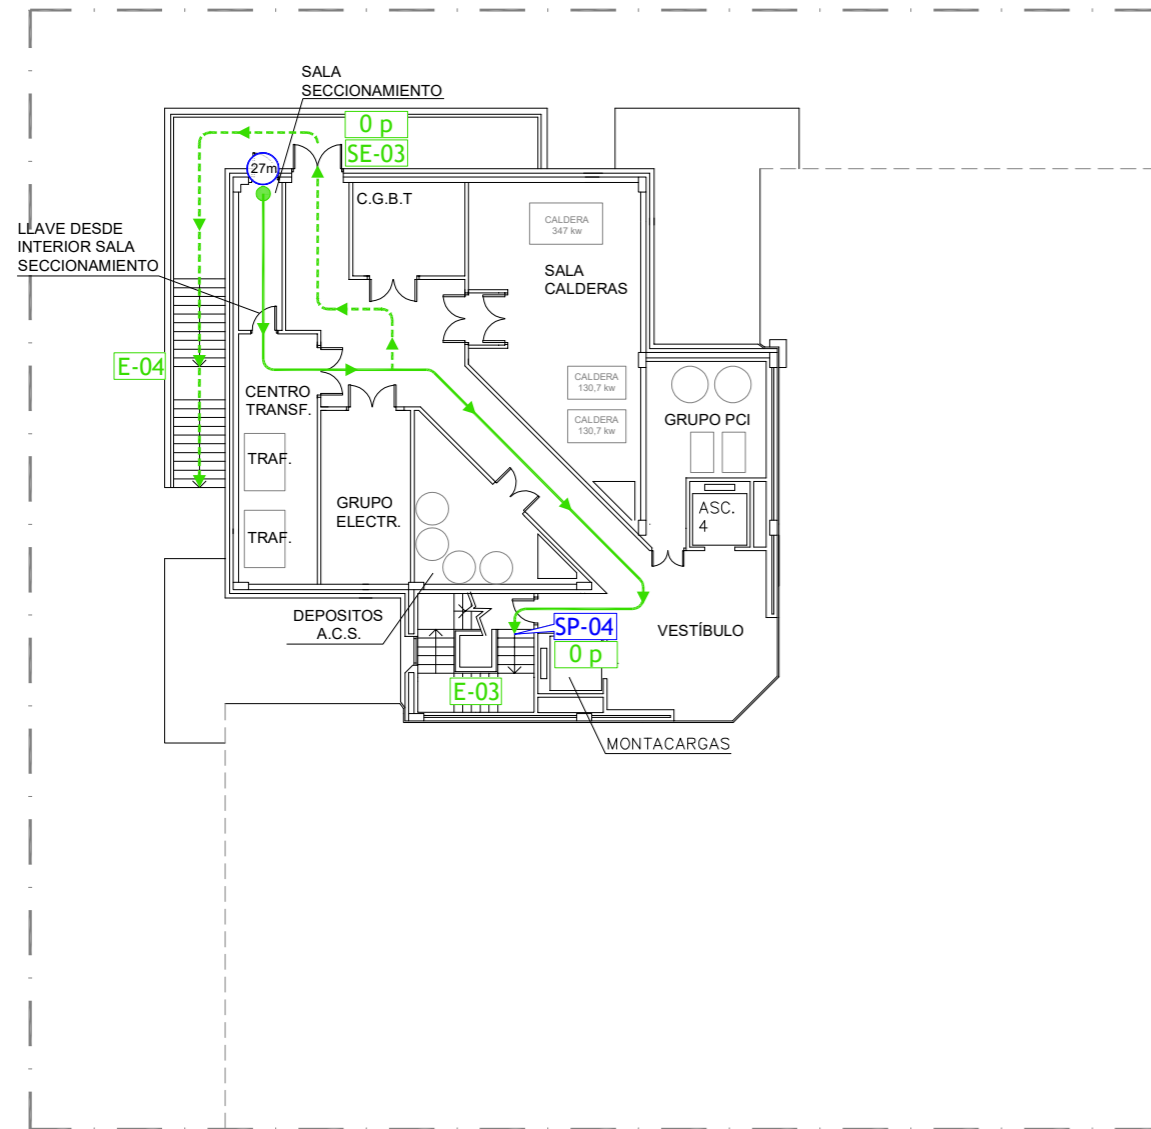 SALA
SECCIONAMIENTO
0 p
SE-03
27m
C.G.B.T
CALDERA
347 kw
LLAVE DESDE
INTERIOR SALA
SECCIONAMIENTO
SALA
CALDERAS
E-04
CENTRO
TRANSF.
CALDERA
130,7 kw
CALDERA
130,7 kw
GRUPO PCI
TRAF.
GRUPO
ELECTR.
ASC.
4
TRAF.
DEPOSITOS
A.C.S.
SP-04
0 p
VESTÍBULO
E-03
MONTACARGAS